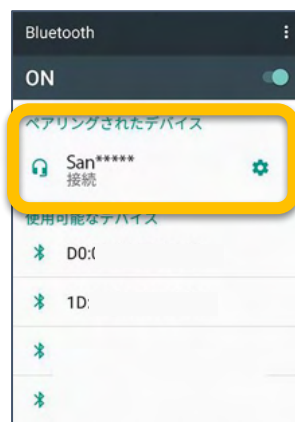 Bluetooth
ON
ペアリングされたデバイス
San*****
接続
使用可能なデバイス
D0:(
1D: